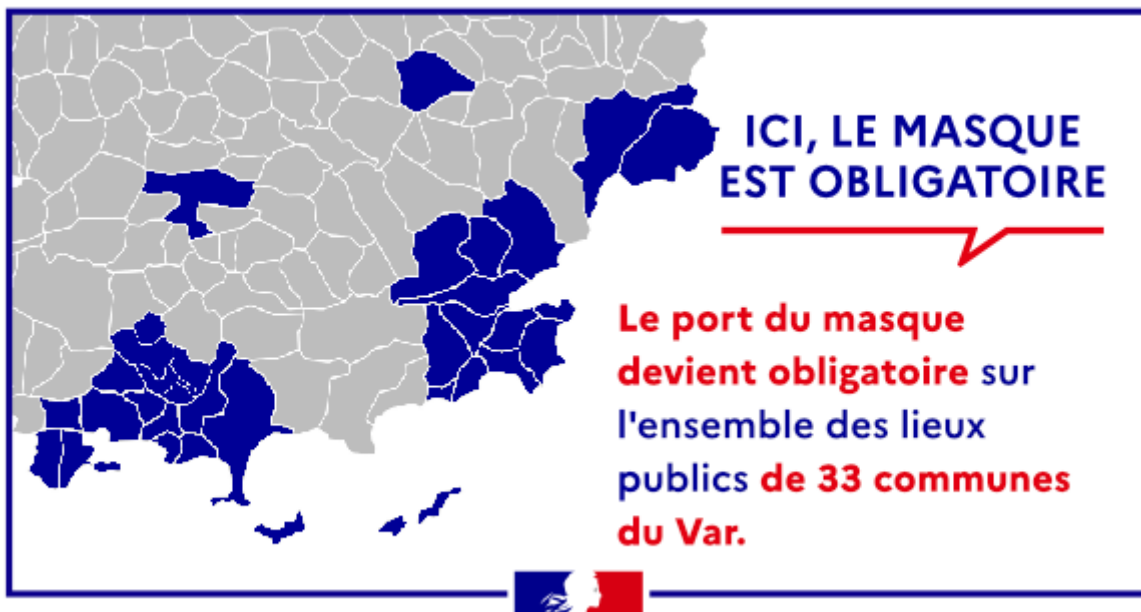 ICI, LE MASQUE
EST OBLIGATOIRE
Le port du masque
devient obligatoire sur
l'ensemble des lieux
publics de 33 communes
du Var.